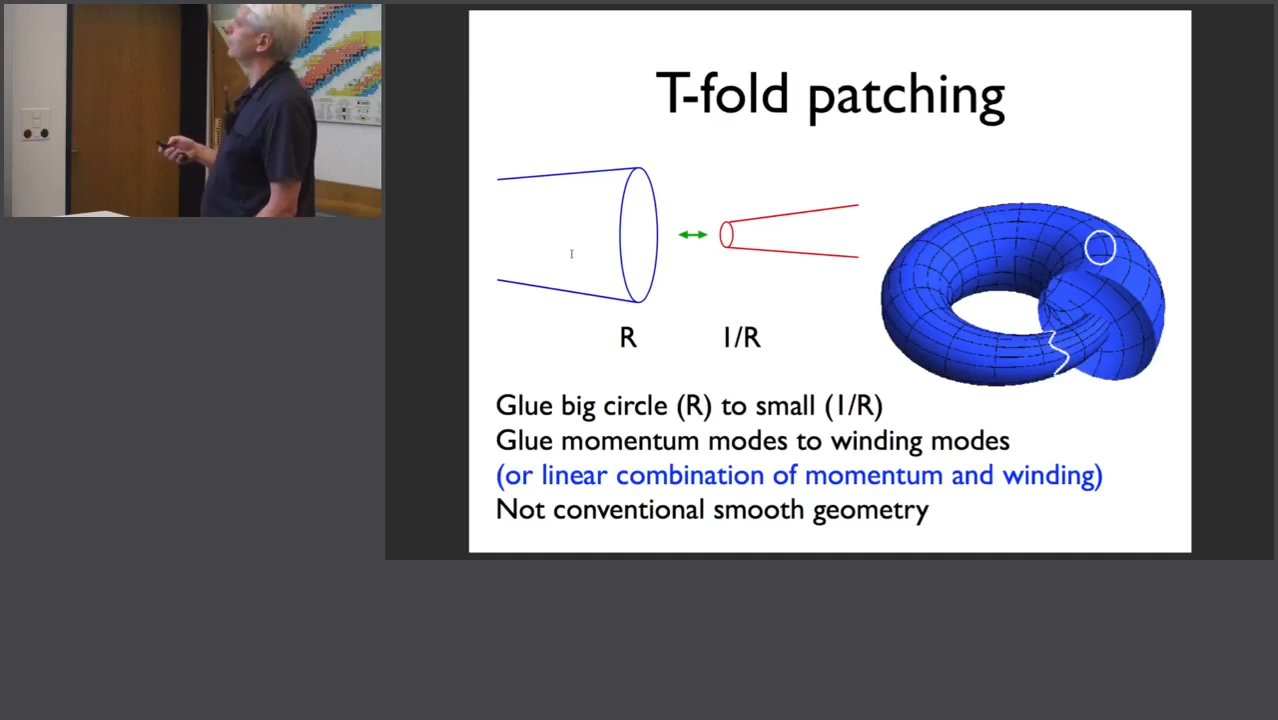 T-fold patching
R
1/R
Glue big circle (R) to small (1/R)
Glue momentum modes to winding modes
(or linear combination of momentum and winding)
Not conventional smooth geometry